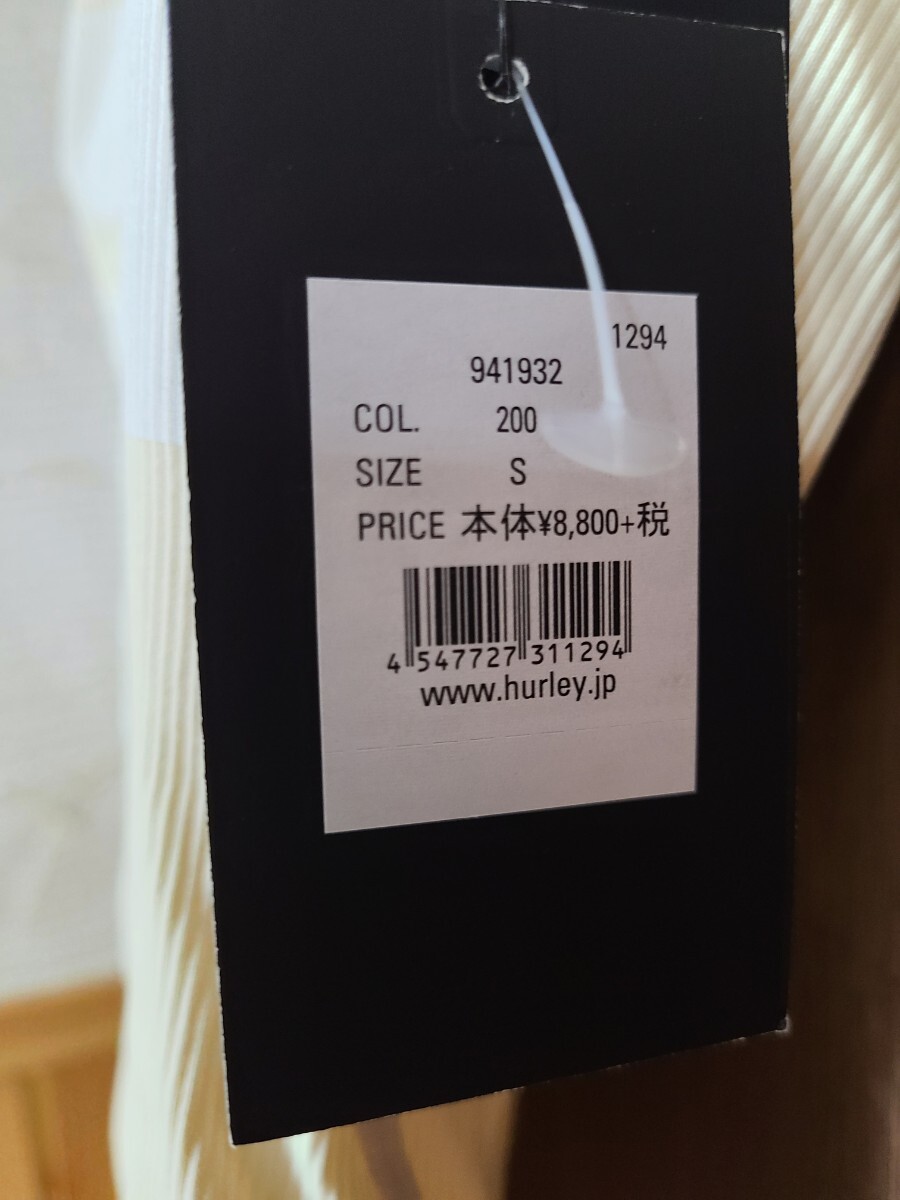 1294
941932
COL. 200
SIZE S
PRICE 本体¥8,800+税
4 547727 311294
www.hurley.jp